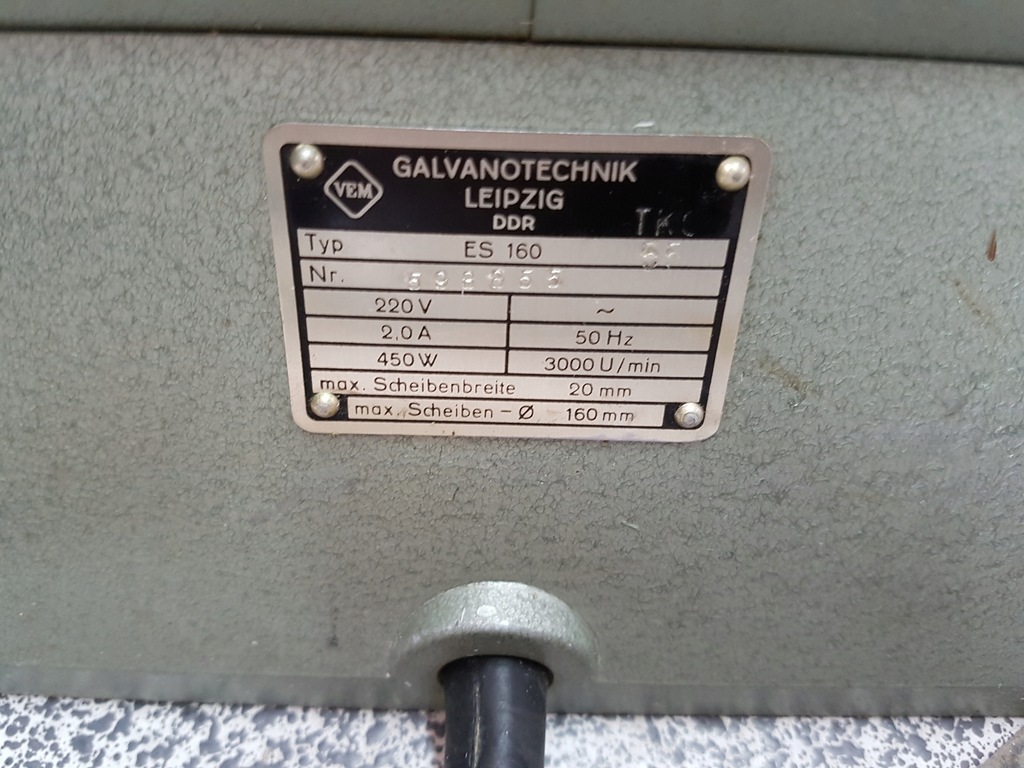 VEM
GALVANOTECHNIK
LEIPZIG
DDR
Typ ES 160
Nr.
220 V ~
2,0 A 50 Hz
450 W 3000 U/min
max. Scheibenbreite 20 mm
max. Scheiben - Ø 160 mm